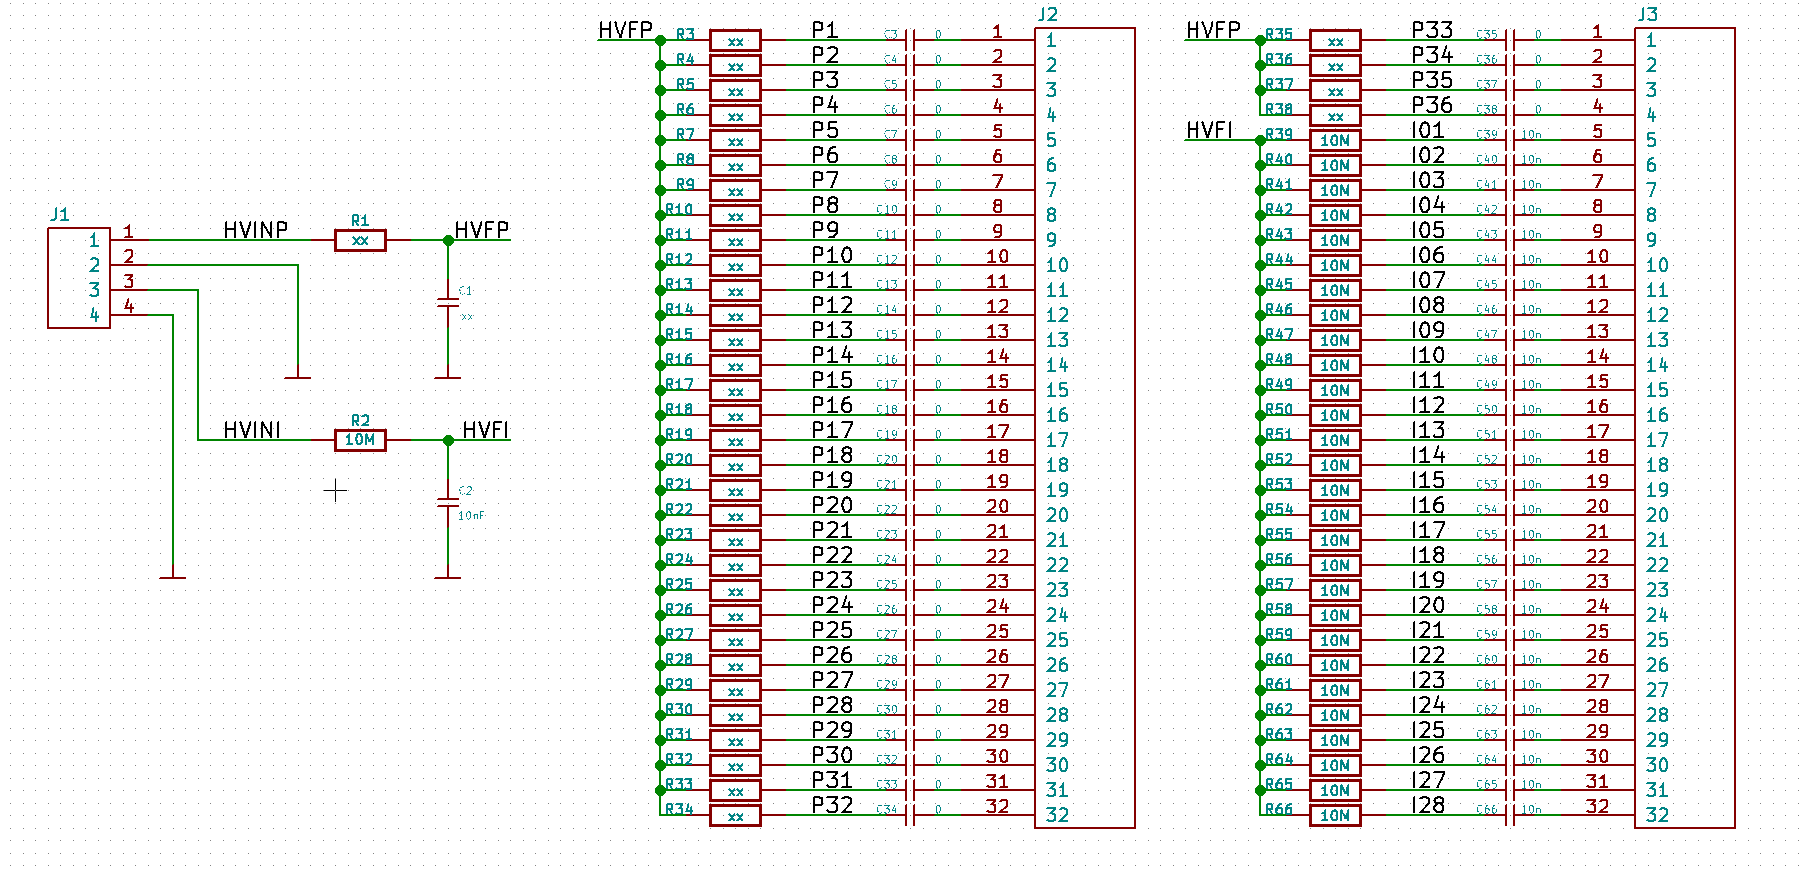 J1
1 1 HVINP R1 xx HVFP
2 2
3 3
4 4
C1
xx
HVINI R2 10M HVFI
C2
10nF
J2
HVFP R3 xx P1 C3 0 1 1
R4 xx P2 C4 0 2 2
R5 xx P3 C5 0 3 3
R6 xx P4 C6 0 4 4
R7 xx P5 C7 0 5 5
R8 xx P6 C8 0 6 6
R9 xx P7 C9 0 7 7
R10 xx P8 C10 0 8 8
R11 xx P9 C11 0 9 9
R12 xx P10 C12 0 10 10
R13 xx P11 C13 0 11 11
R14 xx P12 C14 0 12 12
R15 xx P13 C15 0 13 13
R16 xx P14 C16 0 14 14
R17 xx P15 C17 0 15 15
R18 xx P16 C18 0 16 16
R19 xx P17 C19 0 17 17
R20 xx P18 C20 0 18 18
R21 xx P19 C21 0 19 19
R22 xx P20 C22 0 20 20
R23 xx P21 C23 0 21 21
R24 xx P22 C24 0 22 22
R25 xx P23 C25 0 23 23
R26 xx P24 C26 0 24 24
R27 xx P25 C27 0 25 25
R28 xx P26 C28 0 26 26
R29 xx P27 C29 0 27 27
R30 xx P28 C30 0 28 28
R31 xx P29 C31 0 29 29
R32 xx P30 C32 0 30 30
R33 xx P31 C33 0 31 31
R34 xx P32 C34 0 32 32
J3
HVFP R35 xx P33 C35 0 1 1
R36 xx P34 C36 0 2 2
R37 xx P35 C37 0 3 3
R38 xx P36 C38 0 4 4
HVFI R39 10M I01 C39 10n 5 5
R40 10M I02 C40 10n 6 6
R41 10M I03 C41 10n 7 7
R42 10M I04 C42 10n 8 8
R43 10M I05 C43 10n 9 9
R44 10M I06 C44 10n 10 10
R45 10M I07 C45 10n 11 11
R46 10M I08 C46 10n 12 12
R47 10M I09 C47 10n 13 13
R48 10M I10 C48 10n 14 14
R49 10M I11 C49 10n 15 15
R50 10M I12 C50 10n 16 16
R51 10M I13 C51 10n 17 17
R52 10M I14 C52 10n 18 18
R53 10M I15 C53 10n 19 19
R54 10M I16 C54 10n 20 20
R55 10M I17 C55 10n 21 21
R56 10M I18 C56 10n 22 22
R57 10M I19 C57 10n 23 23
R58 10M I20 C58 10n 24 24
R59 10M I21 C59 10n 25 25
R60 10M I22 C60 10n 26 26
R61 10M I23 C61 10n 27 27
R62 10M I24 C62 10n 28 28
R63 10M I25 C63 10n 29 29
R64 10M I26 C64 10n 30 30
R65 10M I27 C65 10n 31 31
R66 10M I28 C66 10n 32 32